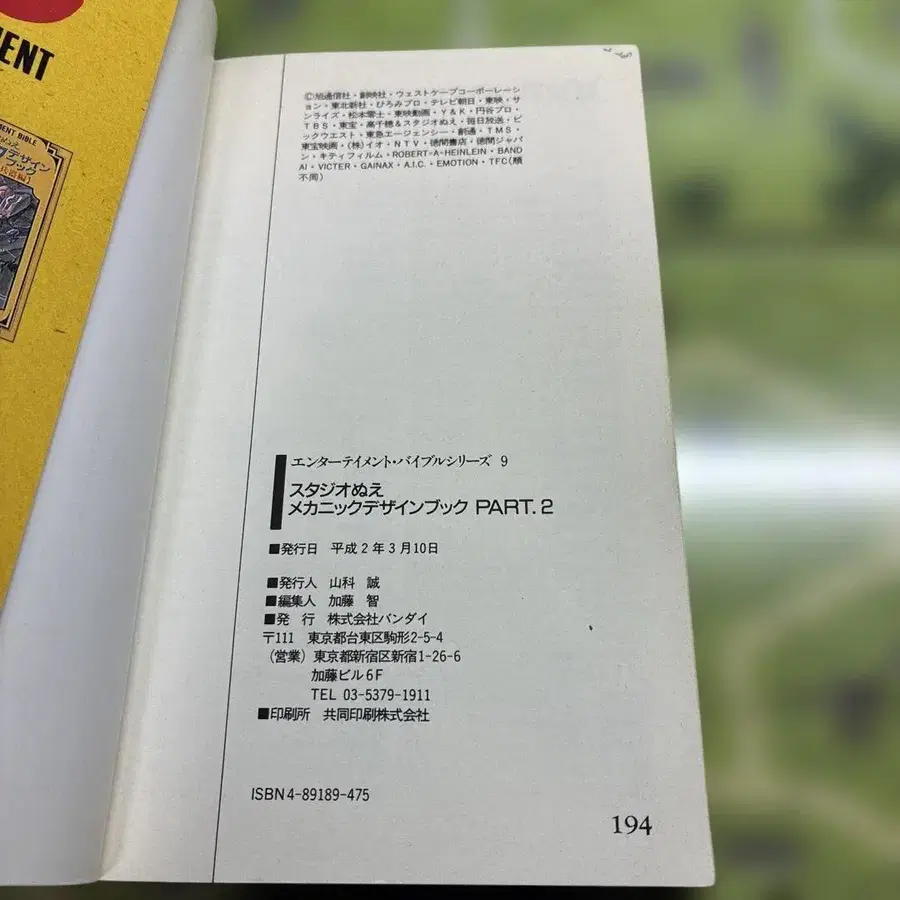 MENT
MENT BIBLE
©旭通信社・創映社・ウェストケープコーポレーシ
ョン・東北新社・ひろみプロ・テレビ朝日・東映・サ
ンライズ・松本零士・東映動画・Y&K・円谷プロ・
TBS・東宝・高千穂&スタジオぬえ・毎日放送・ビ
ックウエスト・東急エージェンシー・創通・TMS・
東宝映画・(株)イオ・NTV・徳間書店・徳間ジャパ
ン・キティフィルム・ROBERT=A=HEINLEIN・BAND
AI・VICTER・GAINAX・A.I.C.・EMOTION・TFC(順
不同)
エンターテイメント・バイブルシリーズ 9
スタジオぬえ
メカニックデザインブック PART.2
■発行日 平成2年3月10日
■発行人 山科 誠
■編集人 加藤 智
■発 行 株式会社バンダイ
〒111 東京都台東区駒形2-5-4
(営業) 東京都新宿区新宿1-26-6
加藤ビル6F
TEL 03-5379-1911
■印刷所 共同印刷株式会社
ISBN4-89189-475
194